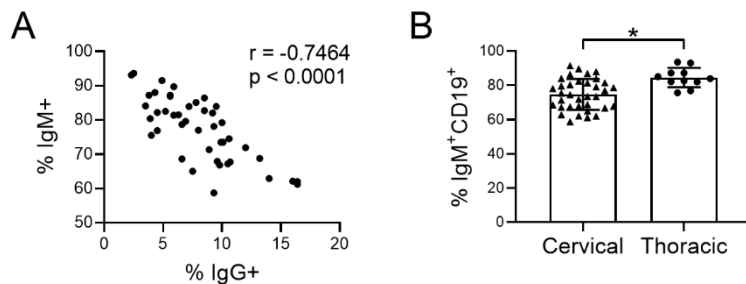 A
r = -0.7464
p < 0.0001
% IgM+
100
90
80
70
60
50
0
5
10
15
20
% IgG+
B
*
% IgM⁺CD19⁺
100
80
60
40
20
0
Cervical
Thoracic